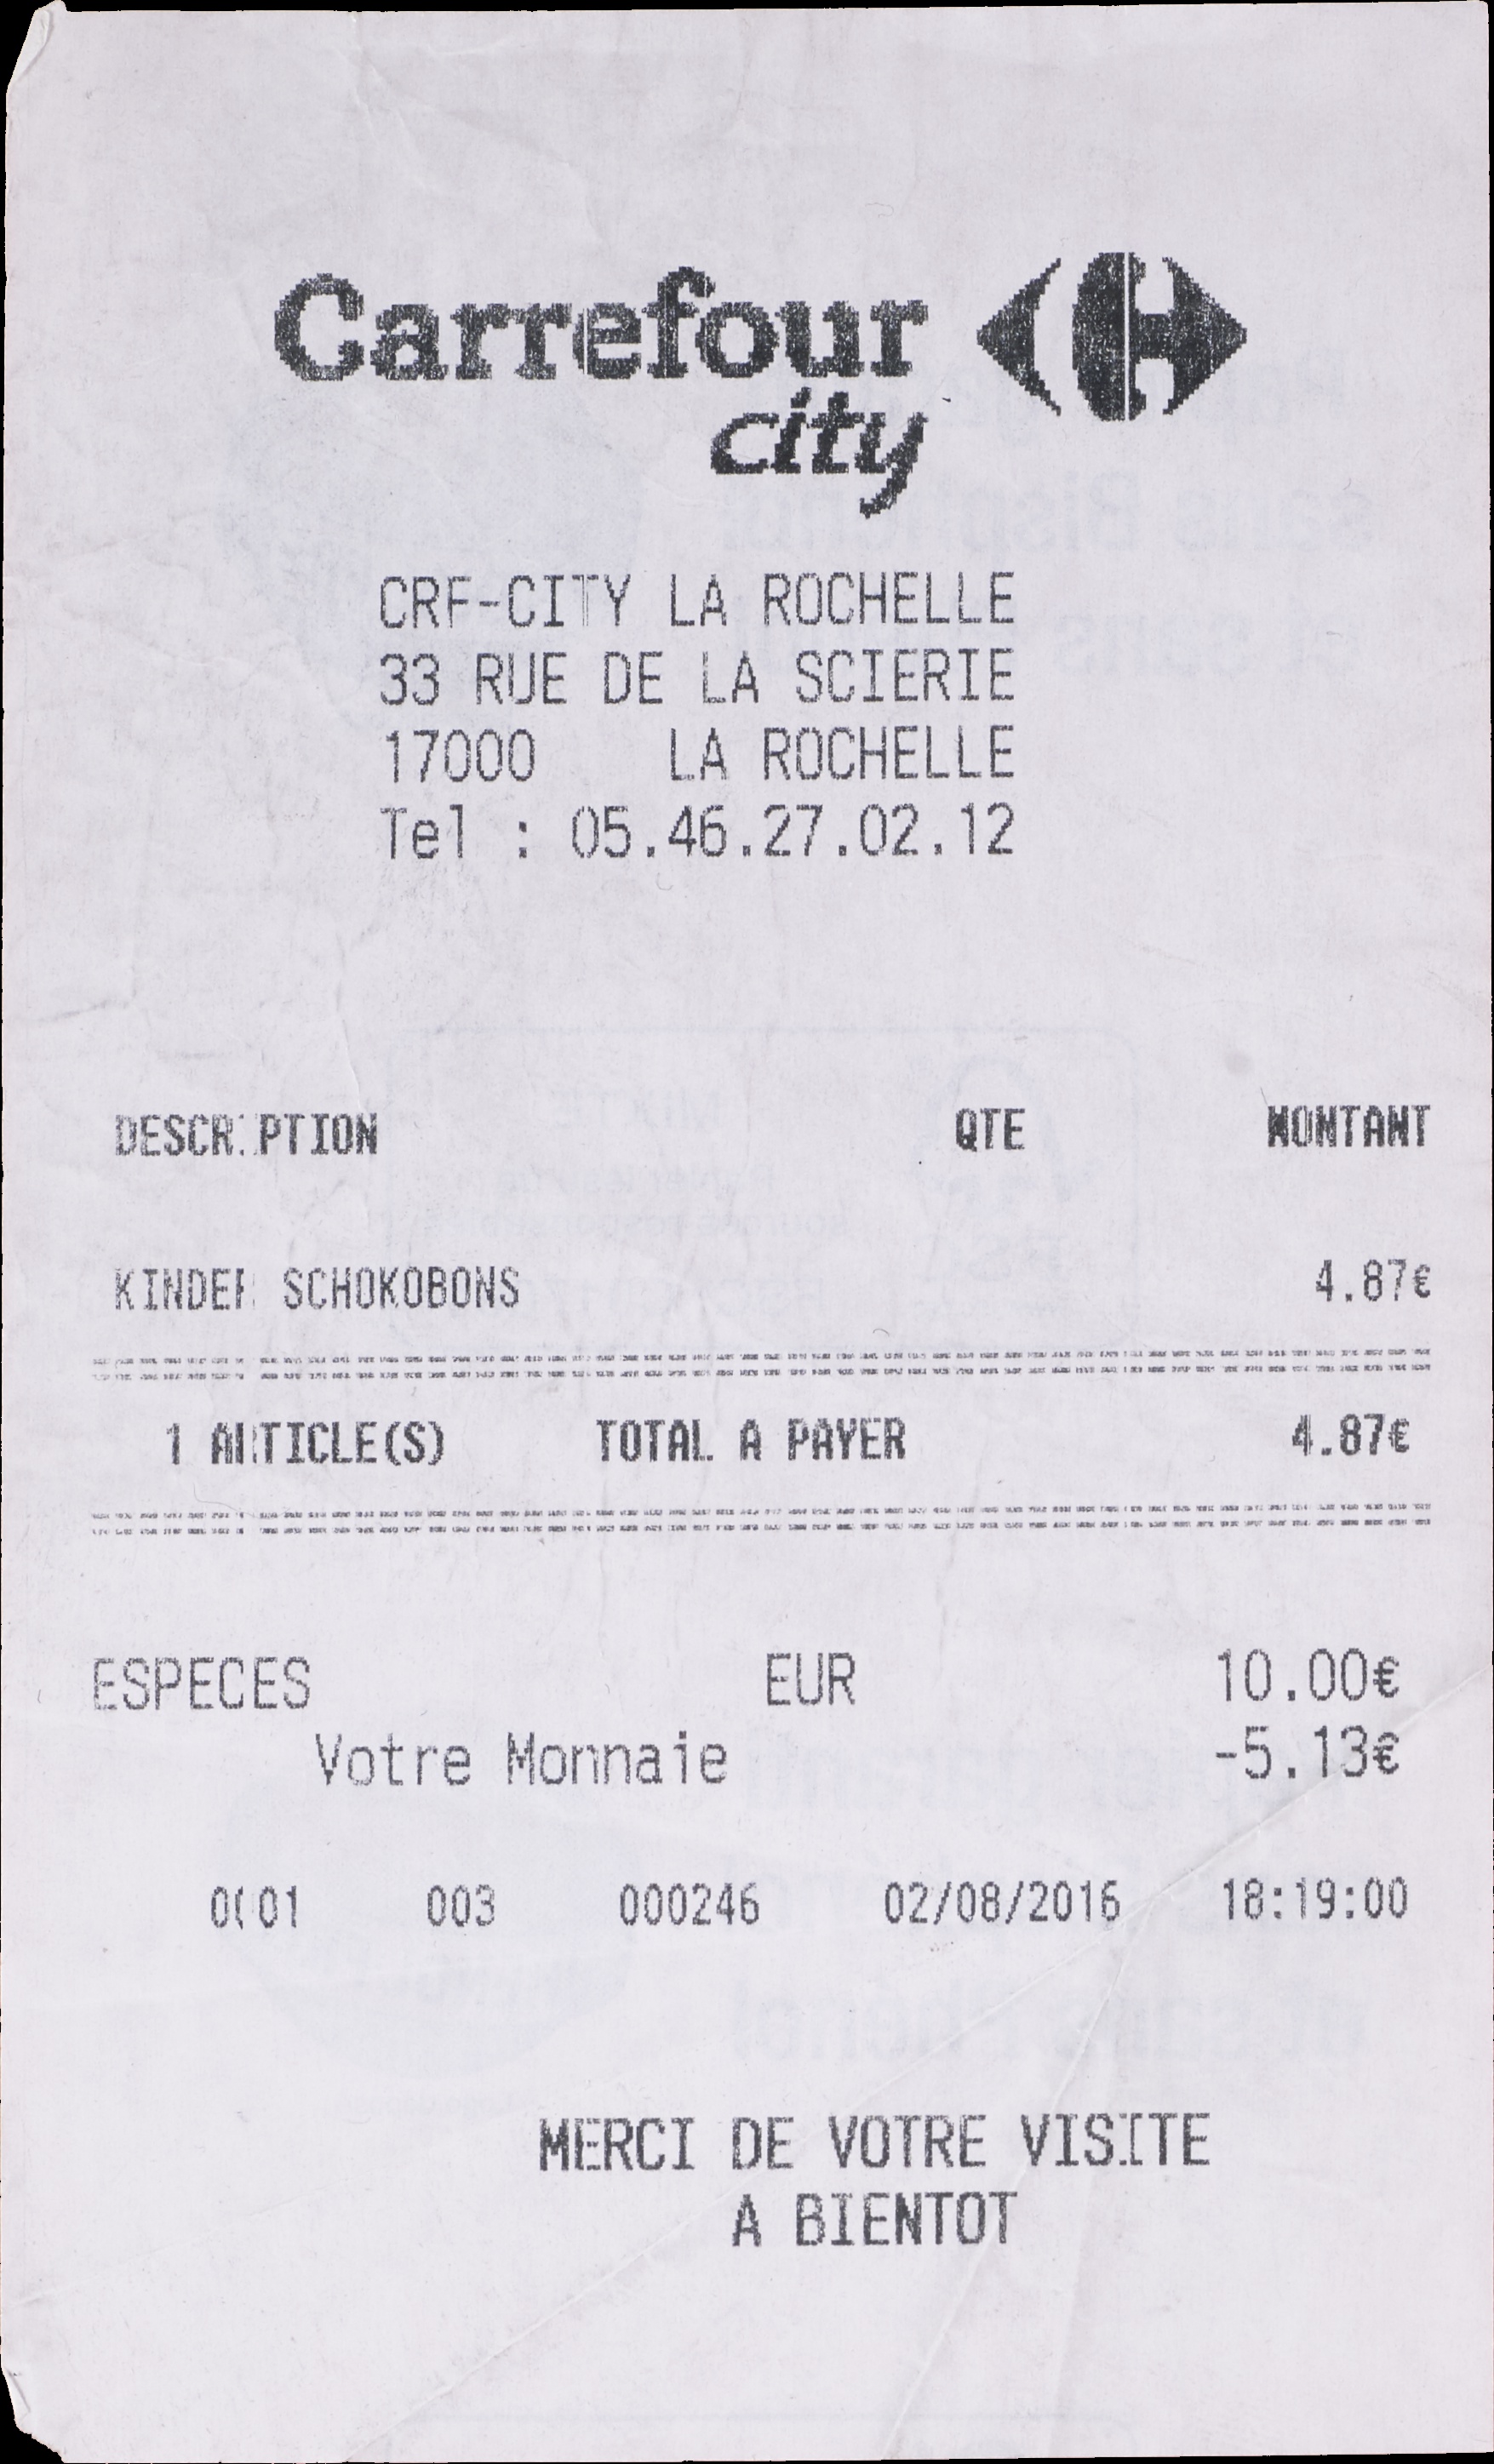 Carrefour
city
CRF-CITY LA ROCHELLE
33 RUE DE LA SCIERIE
17000 LA ROCHELLE
Tel : 05.46.27.02.12
DESCRIPTION QTE MONTANT
KINDER SCHOKOBONS 4.87€
1 ARTICLE(S) TOTAL A PAYER 4.87€
ESPECES EUR 10.00€
Votre Monnaie -5.13€
0001 003 000246 02/08/2016 18:19:00
MERCI DE VOTRE VISITE
A BIENTOT